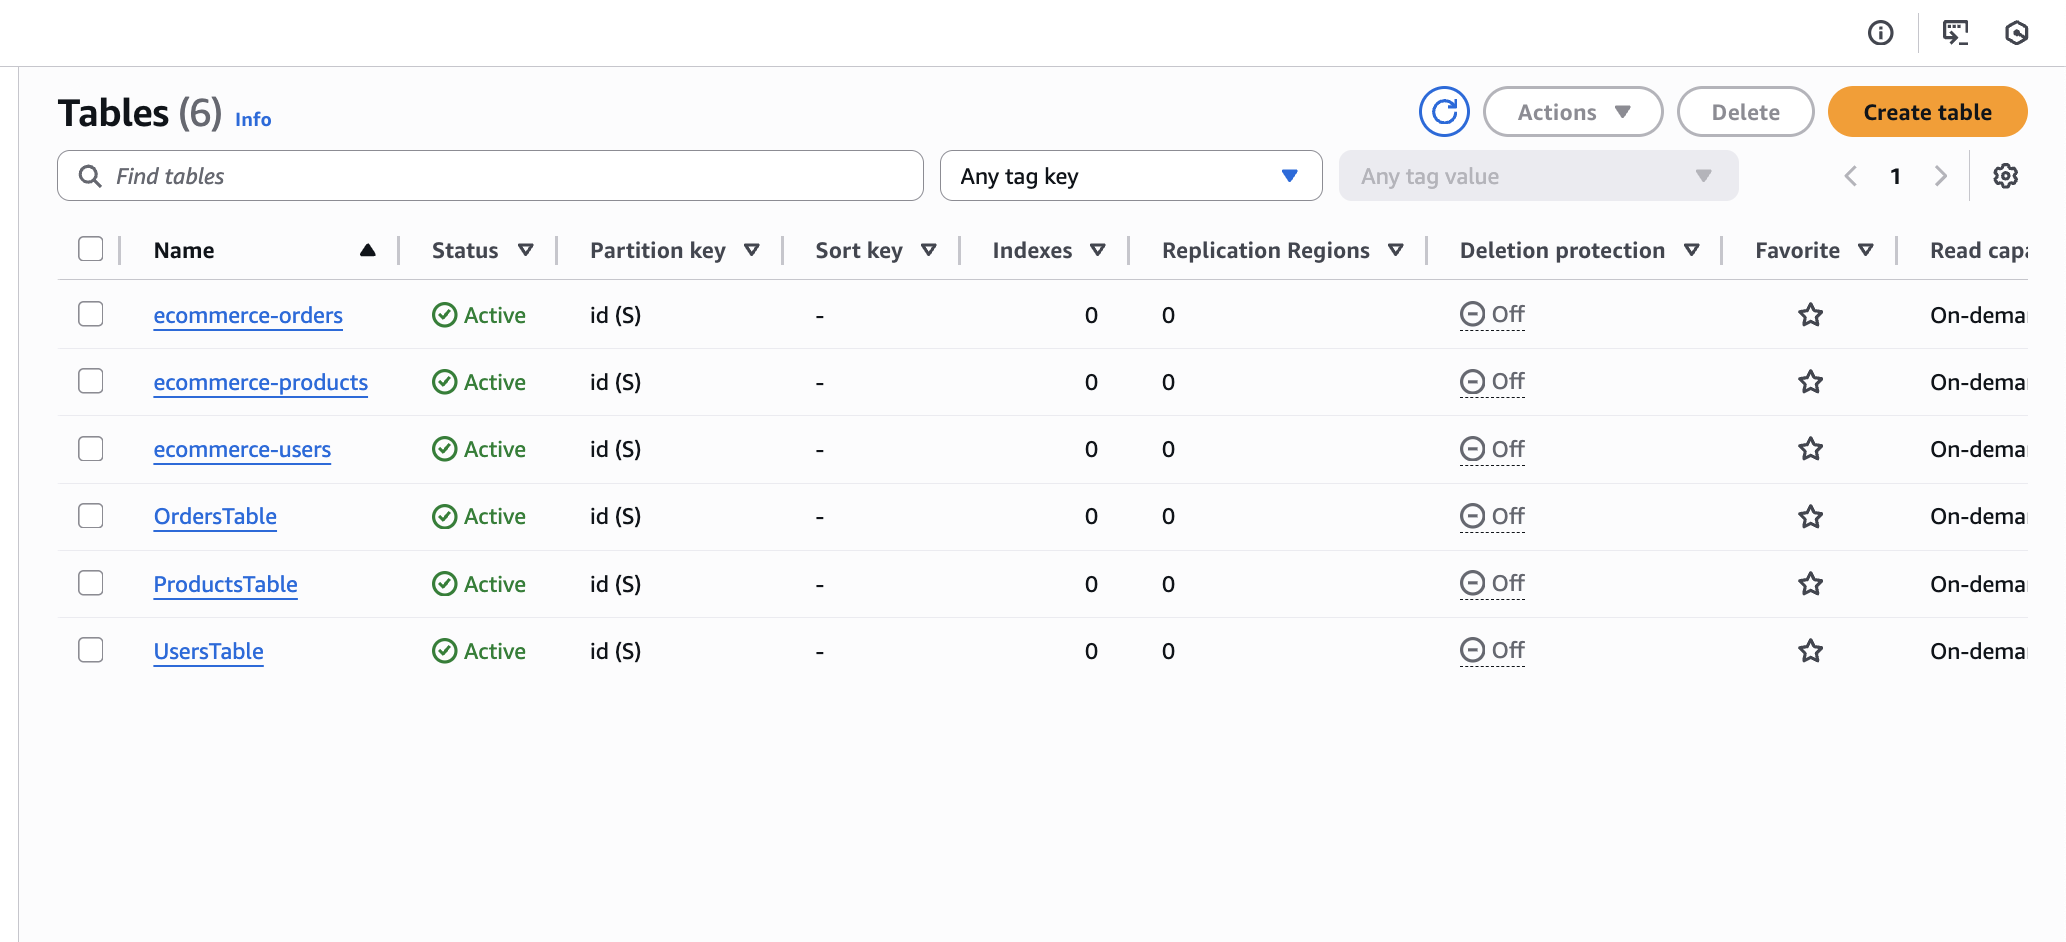 Tables (6) Info
Actions Delete Create table
Find tables Any tag key Any tag value 1
Name Status Partition key Sort key Indexes Replication Regions Deletion protection Favorite Read capa
ecommerce-orders Active id (S) - 0 0 Off On-dema
ecommerce-products Active id (S) - 0 0 Off On-dema
ecommerce-users Active id (S) - 0 0 Off On-dema
OrdersTable Active id (S) - 0 0 Off On-dema
ProductsTable Active id (S) - 0 0 Off On-dema
UsersTable Active id (S) - 0 0 Off On-dema